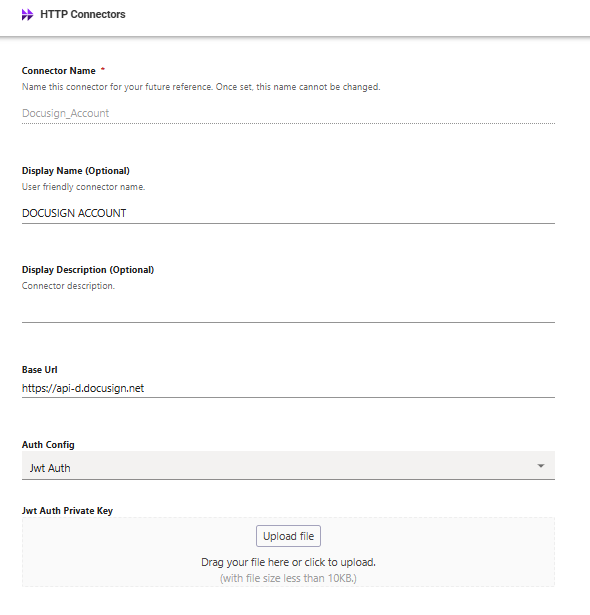 HTTP Connectors
Connector Name *
Name this connector for your future reference. Once set, this name cannot be changed.
Docusign_Account
Display Name (Optional)
User friendly connector name.
DOCUSIGN ACCOUNT
Display Description (Optional)
Connector description.
Base Url
https://api-d.docusign.net
Auth Config
Jwt Auth
Jwt Auth Private Key
Upload file
Drag your file here or click to upload.
(with file size less than 10KB.)